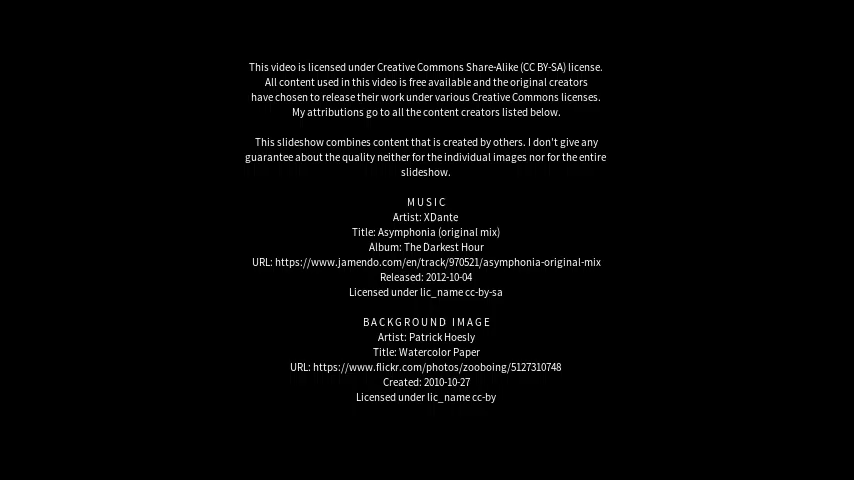 This video is licensed under Creative Commons Share-Alike (CC BY-SA) license.
All content used in this video is free available and the original creators
have chosen to release their work under various Creative Commons licenses.
My attributions go to all the content creators listed below.
This slideshow combines content that is created by others. I don't give any
guarantee about the quality neither for the individual images nor for the entire
slideshow.
MUSIC
Artist: XDante
Title: Asymphonia (original mix)
Album: The Darkest Hour
URL: https://www.jamendo.com/en/track/970521/asymphonia-original-mix
Released: 2012-10-04
Licensed under lic_name cc-by-sa
BACKGROUND IMAGE
Artist: Patrick Hoesly
Title: Watercolor Paper
URL: https://www.flickr.com/photos/zooboing/5127310748
Created: 2010-10-27
Licensed under lic_name cc-by